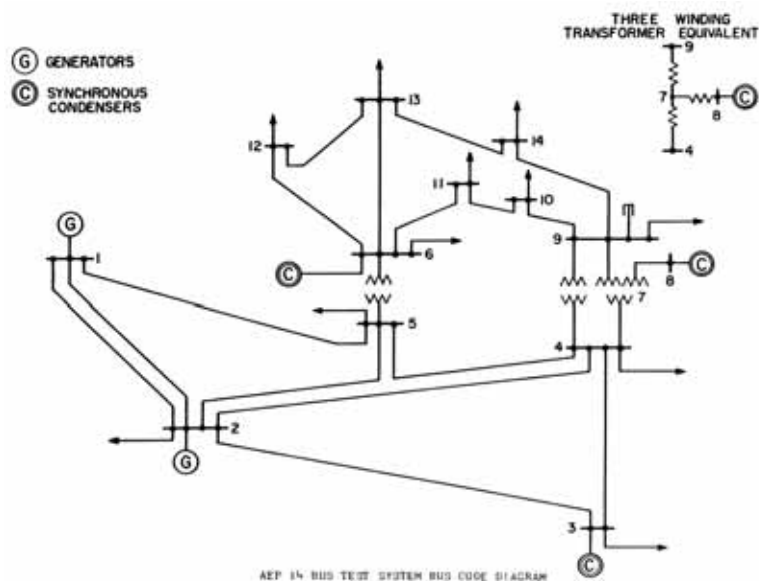 THREE WINDING
TRANSFORMER EQUIVALENT
9
7
C
8
4
G GENERATORS
C SYNCHRONOUS
CONDENSERS
13
12
14
11
10
G
1
C
6
9
C
8
7
5
4
2
G
3
C
AEP 14 BUS TEST SYSTEM BUS CODE DIAGRAM